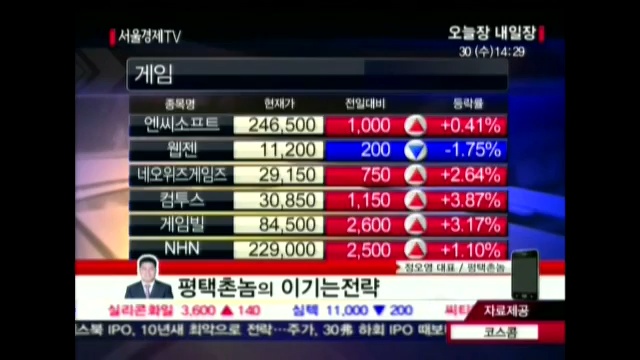 서울경제TV
오늘장 내일장
30 (수) 14:29
게임
종목명 현재가 전일대비 등락률
엔씨소프트 246,500 1,000 ▲ +0.41%
웹젠 11,200 200 ▼ -1.75%
네오위즈게임즈 29,150 750 ▲ +2.64%
컴투스 30,850 1,150 ▲ +3.87%
게임빌 84,500 2,600 ▲ +3.17%
NHN 229,000 2,500 ▲ +1.10%
정오영 대표 / 평택촌놈
평택촌놈의 이기는전략
실리콘화일 3,600 ▲ 140 실텍 11,000 ▼ 200 씨티 자료제공
스북 IPO, 10년새 최악으로 전락…주가, 30弗 하회 IPO 때보 코스콤